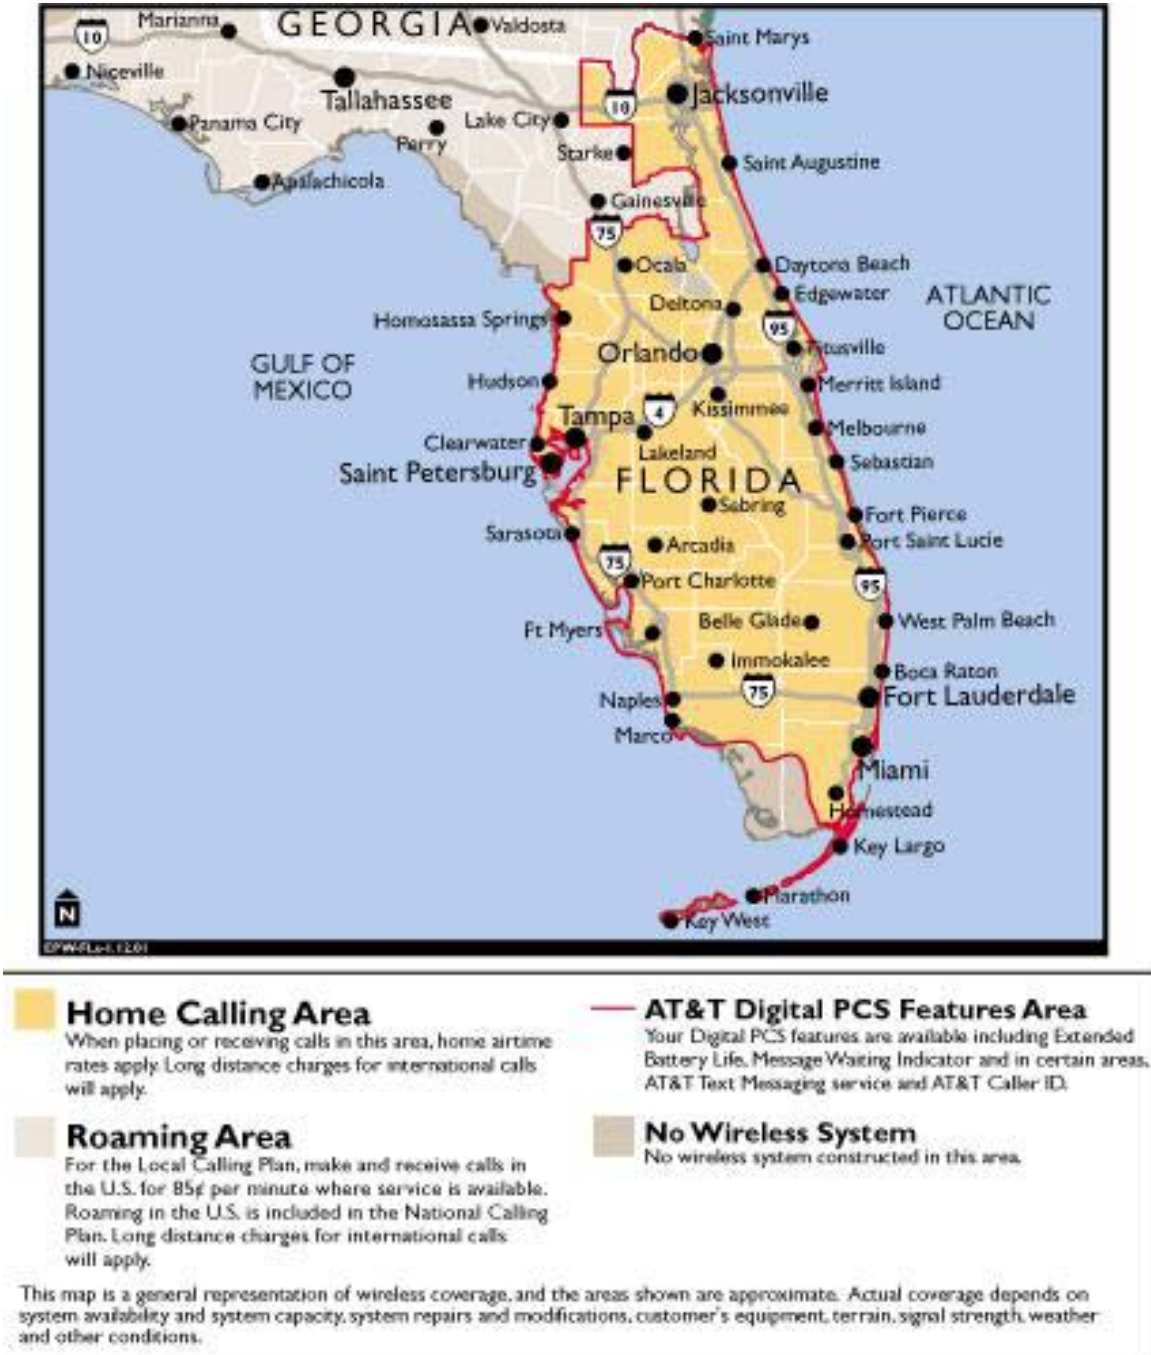 GEORGIA
Marianna
Valdosta
Saint Marys
10
Niceville
Tallahassee
Jacksonville
10
Panama City
Lake City
Perry
Starke
Saint Augustine
Apalachicola
Gainesville
75
Ocala
Daytona Beach
Edgewater
ATLANTIC
OCEAN
Deltona
Homosassa Springs
95
GULF OF
MEXICO
Orlando
Titusville
Hudson
Merritt Island
Kissimmee
4
Tampa
Melbourne
Clearwater
Lakeland
Sebastian
Saint Petersburg
FLORIDA
Sebring
Fort Pierce
Sarasota
Port Saint Lucie
Arcadia
75
Port Charlotte
95
Belle Glade
West Palm Beach
Ft Myers
Immokalee
Boca Raton
75
Naples
Fort Lauderdale
Marco
Miami
Homestead
Key Largo
Marathon
N
Key West
Home Calling Area
When placing or receiving calls in this area, home airtime
rates apply. Long distance charges for international calls
will apply.
Roaming Area
For the Local Calling Plan, make and receive calls in
the U.S. for 85¢ per minute where service is available.
Roaming in the U.S. is included in the National Calling
Plan. Long distance charges for international calls
will apply.
AT&T Digital PCS Features Area
Your Digital PCS features are available including Extended
Battery Life, Message Waiting Indicator and in certain areas,
AT&T Text Messaging service and AT&T Caller ID.
No Wireless System
No wireless system constructed in this area.
This map is a general representation of wireless coverage, and the areas shown are approximate. Actual coverage depends on
system availability and system capacity, system repairs and modifications, customer's equipment, terrain, signal strength, weather
and other conditions.